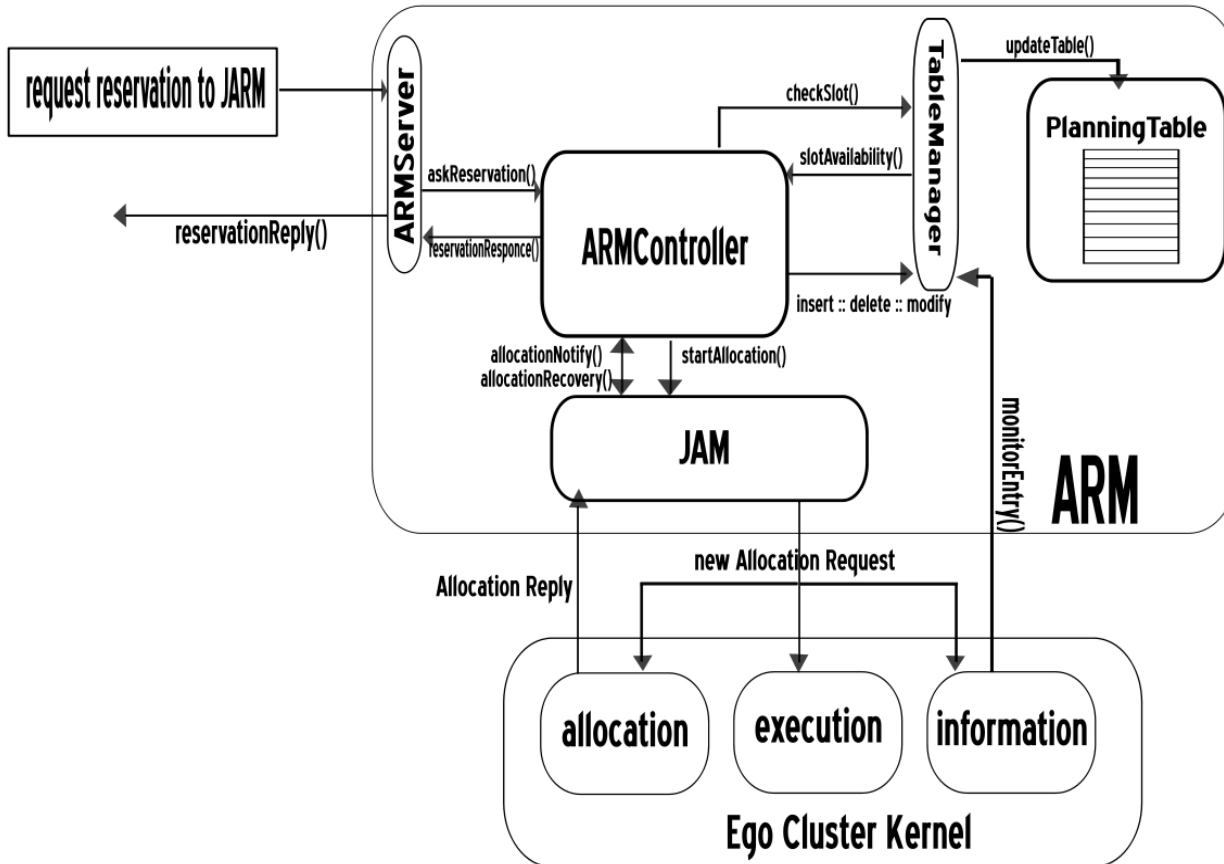 request reservation to JARM
ARMServer
TableManager
updateTable()
PlanningTable
checkSlot()
slotAvailability()
askReservation()
reservationReply()
reservationResponce()
ARMController
insert :: delete :: modify
allocationNotify()
allocationRecovery()
startAllocation()
JAM
monitorEntry()
ARM
new Allocation Request
Allocation Reply
allocation
execution
information
Ego Cluster Kernel